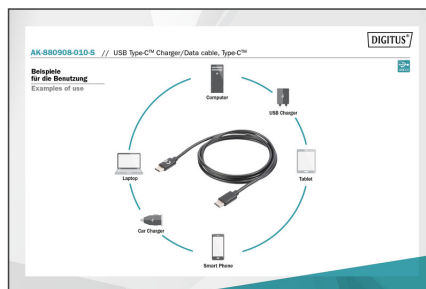 DIGITUS®
AK-880908-010-S // USB Type-C™ Charger/Data cable, Type-C™
Beispiele
für die Benutzung
Examples of use
Computer
USB Charger
Laptop
Tablet
Car Charger
Smart Phone